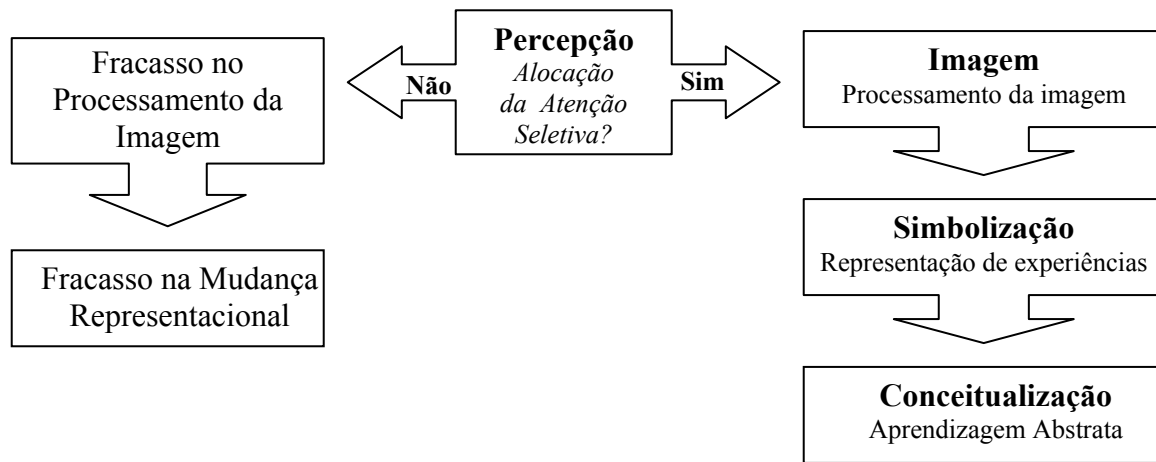 Fracasso no
Processamento da
Imagem
Fracasso na Mudança
Representacional
Não
Percepção
Alocação
da Atenção
Seletiva?
Sim
Imagem
Processamento da imagem
Simbolização
Representação de experiências
Conceitualização
Aprendizagem Abstrata